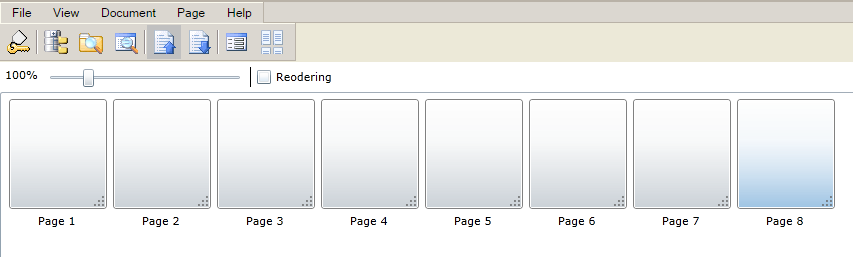 File View Document Page Help
100% Reodering
Page 1 Page 2 Page 3 Page 4 Page 5 Page 6 Page 7 Page 8